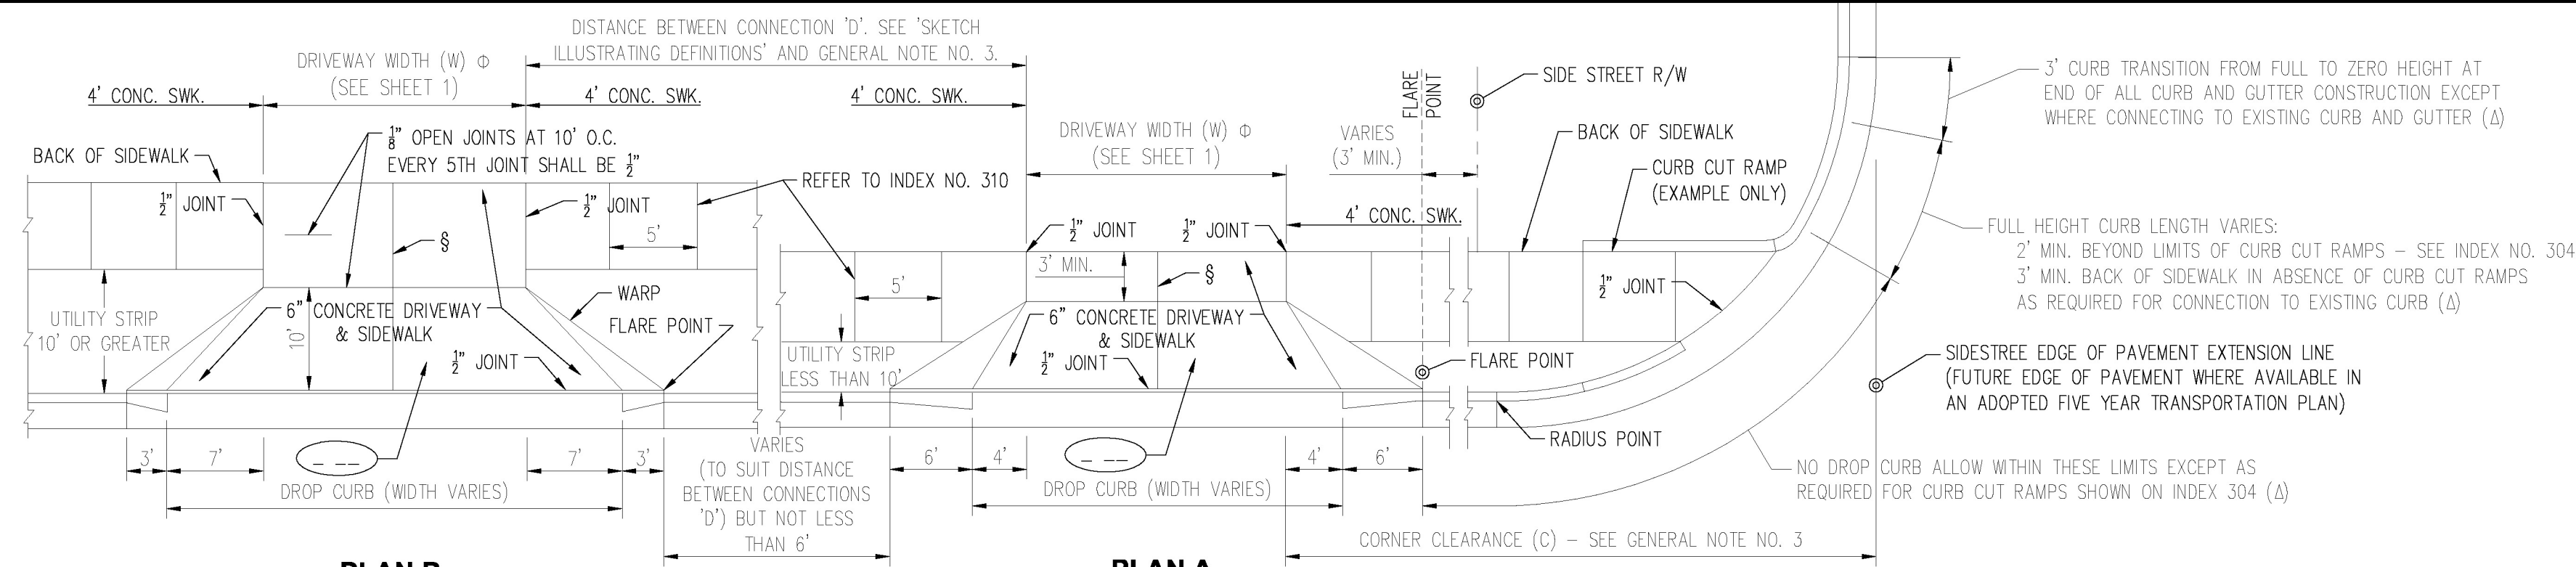 DISTANCE BETWEEN CONNECTION 'D'. SEE 'SKETCH
ILLUSTRATING DEFINITIONS' AND GENERAL NOTE NO. 3.
DRIVEWAY WIDTH (W) Φ
(SEE SHEET 1)
4' CONC. SWK.
4' CONC. SWK.
4' CONC. SWK.
1/8" OPEN JOINTS AT 10' O.C.
EVERY 5TH JOINT SHALL BE 1/2"
BACK OF SIDEWALK
1/2" JOINT
1/2" JOINT
5'
§
REFER TO INDEX NO. 310
UTILITY STRIP
10' OR GREATER
6" CONCRETE DRIVEWAY
& SIDEWALK
10'
WARP
FLARE POINT
1/2" JOINT
3'
7'
_ __
7'
3'
DROP CURB (WIDTH VARIES)
PLAN B
VARIES
(TO SUIT DISTANCE
BETWEEN CONNECTIONS
'D') BUT NOT LESS
THAN 6'
DRIVEWAY WIDTH (W) Φ
(SEE SHEET 1)
VARIES
(3' MIN.)
FLARE
POINT
SIDE STREET R/W
BACK OF SIDEWALK
CURB CUT RAMP
(EXAMPLE ONLY)
1/2" JOINT
1/2" JOINT
4' CONC. SWK.
3' MIN.
§
5'
6" CONCRETE DRIVEWAY
& SIDEWALK
UTILITY STRIP
LESS THAN 10'
1/2" JOINT
1/2" JOINT
FLARE POINT
RADIUS POINT
6'
4'
_ __
4'
6'
DROP CURB (WIDTH VARIES)
PLAN A
CORNER CLEARANCE (C) – SEE GENERAL NOTE NO. 3
3' CURB TRANSITION FROM FULL TO ZERO HEIGHT AT
END OF ALL CURB AND GUTTER CONSTRUCTION EXCEPT
WHERE CONNECTING TO EXISTING CURB AND GUTTER (Δ)
FULL HEIGHT CURB LENGTH VARIES:
2' MIN. BEYOND LIMITS OF CURB CUT RAMPS – SEE INDEX NO. 304
3' MIN. BACK OF SIDEWALK IN ABSENCE OF CURB CUT RAMPS
AS REQUIRED FOR CONNECTION TO EXISTING CURB (Δ)
SIDESTREE EDGE OF PAVEMENT EXTENSION LINE
(FUTURE EDGE OF PAVEMENT WHERE AVAILABLE IN
AN ADOPTED FIVE YEAR TRANSPORTATION PLAN)
NO DROP CURB ALLOW WITHIN THESE LIMITS EXCEPT AS
REQUIRED FOR CURB CUT RAMPS SHOWN ON INDEX 304 (Δ)